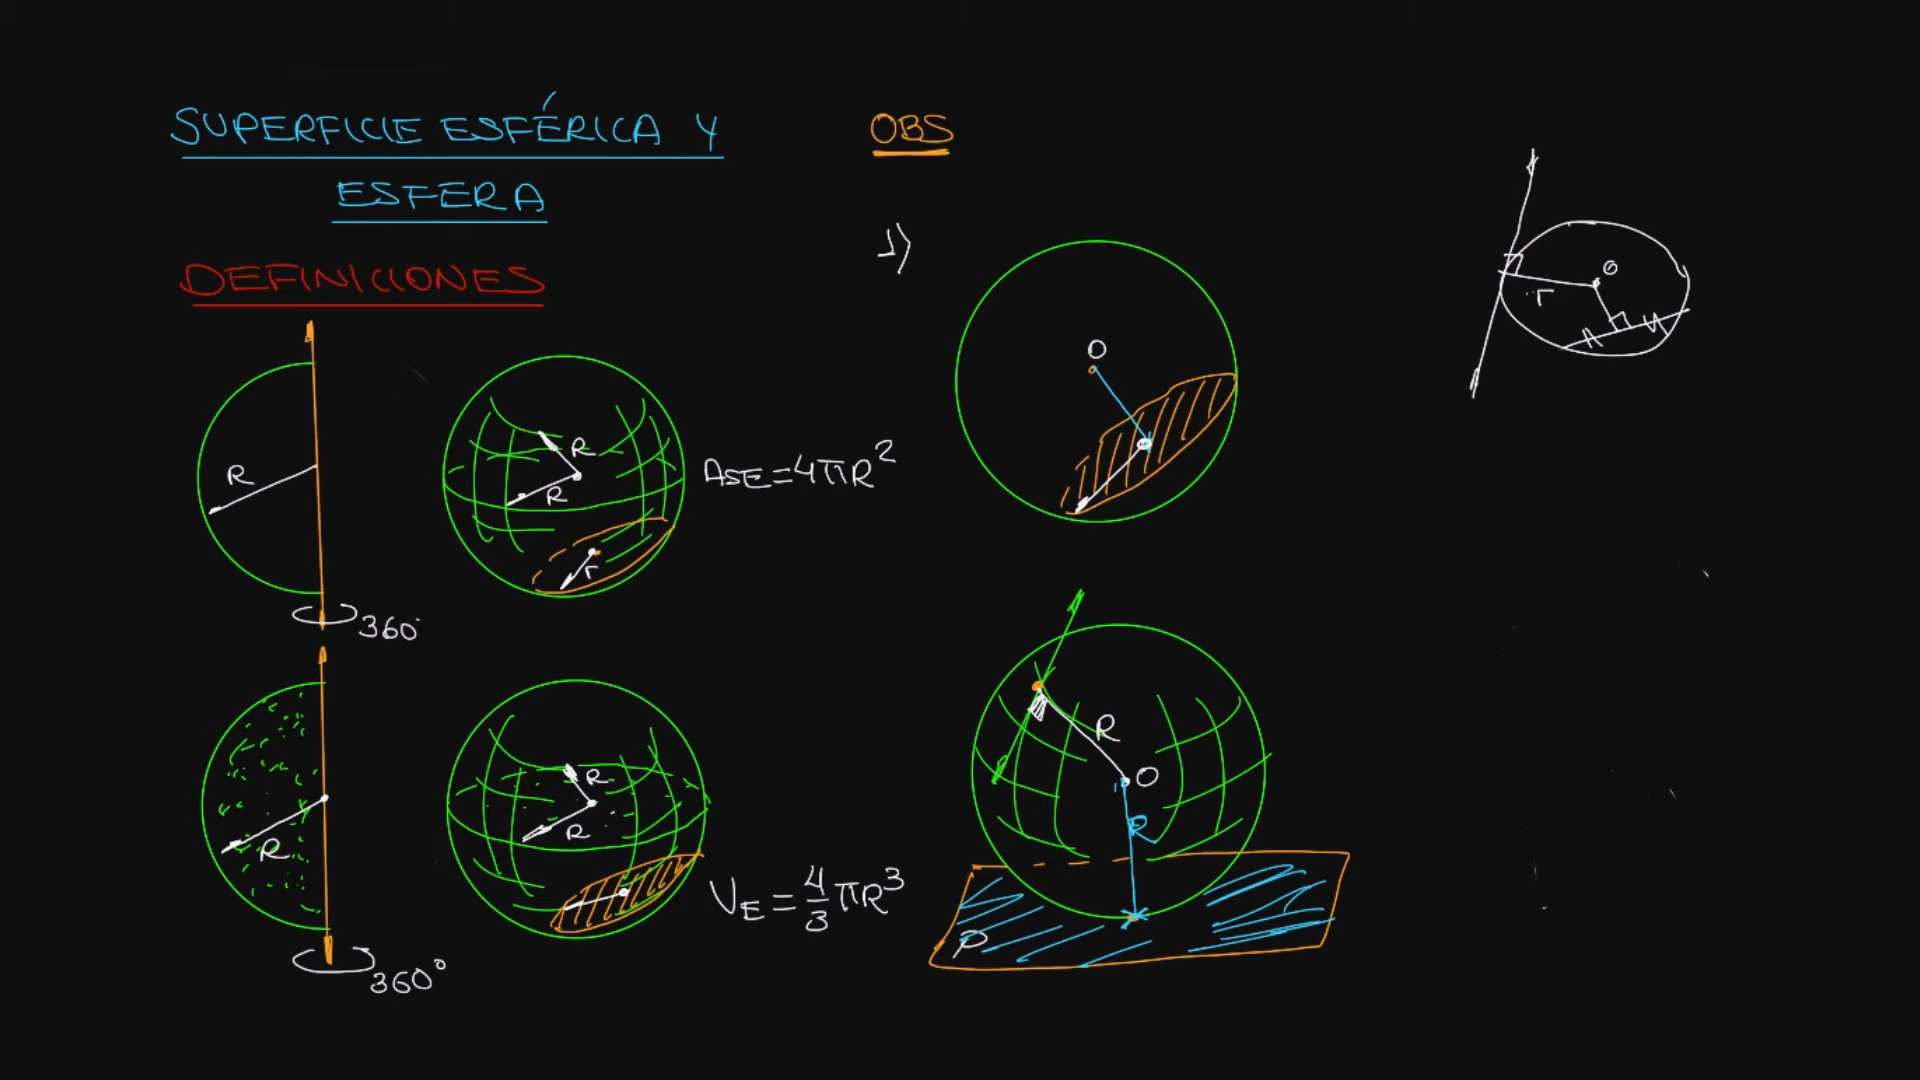 SUPERFICIE ESFÉRICA Y
ESFERA
DEFINICIONES
R
360°
R
R
r
ASE=4πR²
R
360°
R
R
VE=4/3πR³
OBS
1)
O
R
O
R
P
O
r